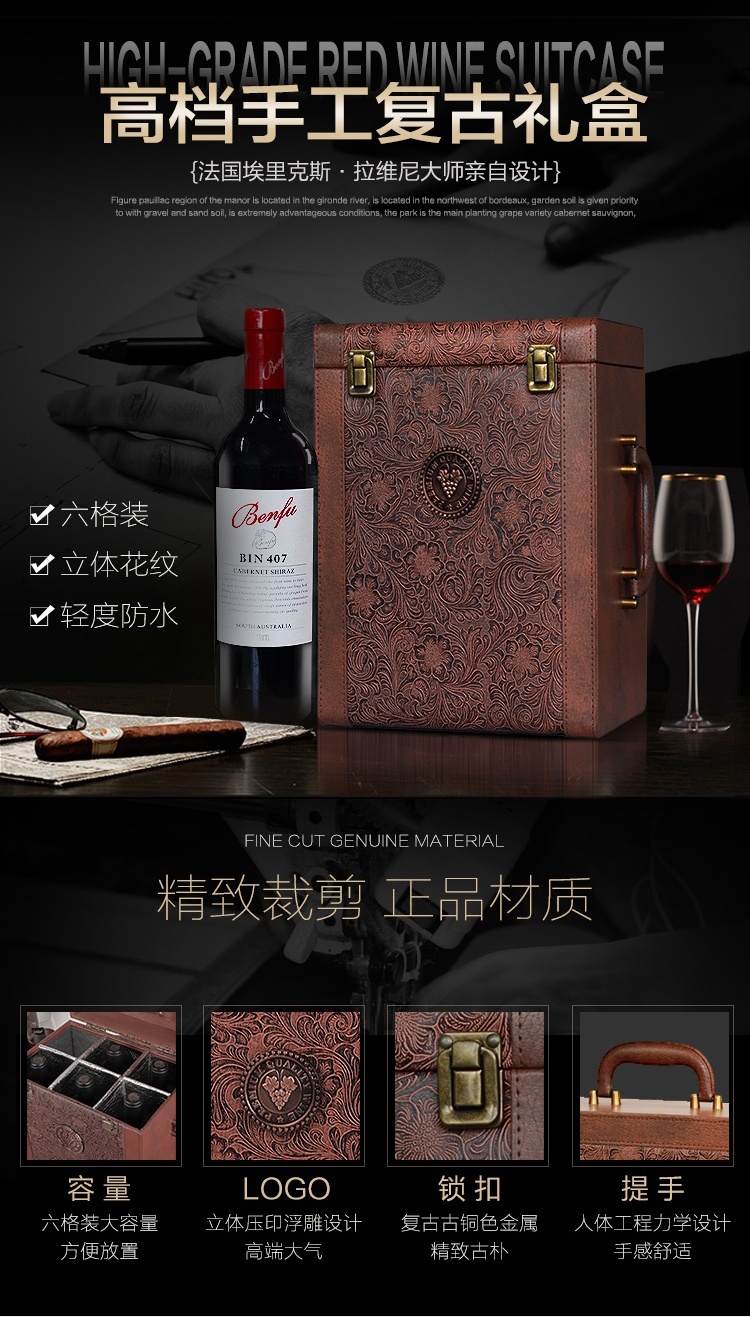 HIGH-GRADE RED WINE SUITCASE
高档手工复古礼盒
{法国埃里克斯·拉维尼大师亲自设计}
Figure pauillac region of the manor is located in the gironde river, is located in the northwest of bordeaux, garden soil is given priority
to with gravel and sand soil, is extremely advantageous conditions, the park is the main planting grape variety cabernet sauvignon,
六格装
立体花纹
轻度防水
Benfu
Benfu
BIN 407
CABERNET SHIRAZ
SOUTH AUSTRALIA
750ML
FINE CUT GENUINE MATERIAL
精致裁剪 正品材质
容量
六格装大容量
方便放置
LOGO
立体压印浮雕设计
高端大气
锁扣
复古古铜色金属
精致古朴
提手
人体工程力学设计
手感舒适